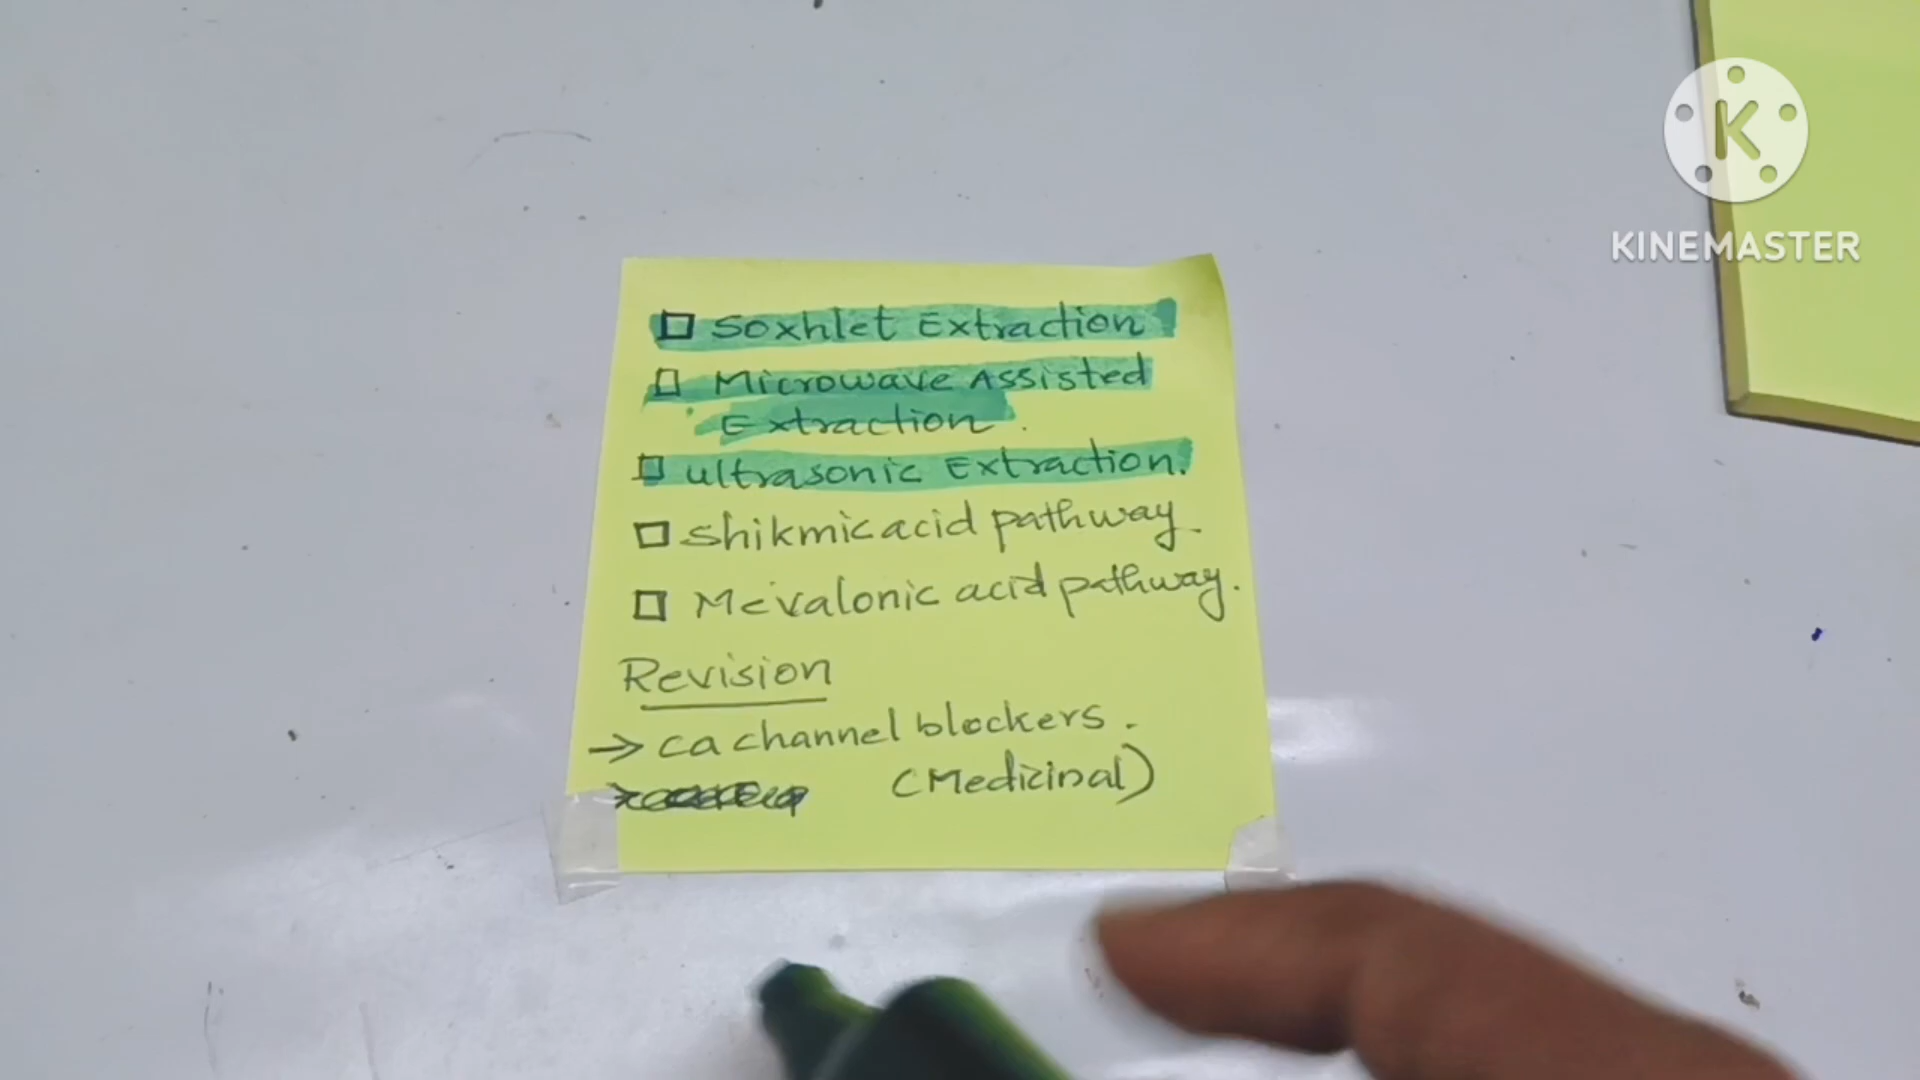 KINEMASTER
□ Soxhlet Extraction
□ Microwave Assisted
Extraction.
□ ultrasonic Extraction.
□ shikmic acid pathway.
□ Mevalonic acid pathway.
Revision
→ ca channel blockers.
(Medicinal)